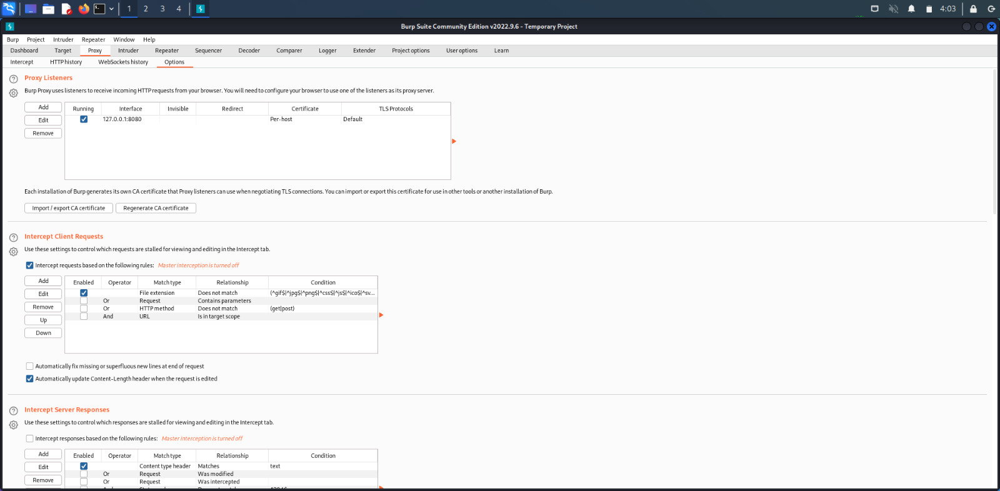 1 2 3 4 4:03
Burp Suite Community Edition v2022.9.6 - Temporary Project
Burp Project Intruder Repeater Window Help
Dashboard Target Proxy Intruder Repeater Sequencer Decoder Comparer Logger Extender Project options User options Learn
Intercept HTTP history WebSockets history Options
Proxy Listeners
Burp Proxy uses listeners to receive incoming HTTP requests from your browser. You will need to configure your browser to use one of the listeners as its proxy server.
Add Running Interface Invisible Redirect Certificate TLS Protocols
Edit 127.0.0.1:8080 Per-host Default
Remove
Each installation of Burp generates its own CA certificate that Proxy listeners can use when negotiating TLS connections. You can import or export this certificate for use in other tools or another installation of Burp.
Import / export CA certificate Regenerate CA certificate
Intercept Client Requests
Use these settings to control which requests are stalled for viewing and editing in the Intercept tab.
Intercept requests based on the following rules: Master interception is turned off
Add Enabled Operator Match type Relationship Condition
Edit File extension Does not match (^gif$|^jpg$|^png$|^css$|^js$|^ico$|^sv...
Or Request Contains parameters
Remove Or HTTP method Does not match (get|post)
Up And URL Is in target scope
Down
Automatically fix missing or superfluous new lines at end of request
Automatically update Content-Length header when the request is edited
Intercept Server Responses
Use these settings to control which responses are stalled for viewing and editing in the Intercept tab.
Intercept responses based on the following rules: Master interception is turned off
Add Enabled Operator Match type Relationship Condition
Edit Content type header Matches text
Or Request Was modified
Remove Or Request Was intercepted